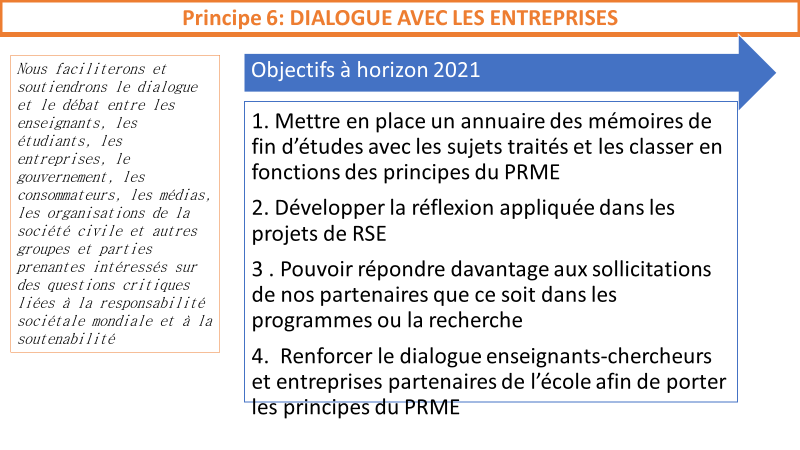 Principe 6: DIALOGUE AVEC LES ENTREPRISES
Nous faciliterons et
soutiendrons le dialogue
et le débat entre les
enseignants, les
étudiants, les
entreprises, le
gouvernement, les
consommateurs, les médias,
les organisations de la
société civile et autres
groupes et parties
prenantes intéressés sur
des questions critiques
liées à la responsabilité
sociétale mondiale et à la
soutenabilité
Objectifs à horizon 2021
1. Mettre en place un annuaire des mémoires de
fin d’études avec les sujets traités et les classer en
fonctions des principes du PRME
2. Développer la réflexion appliquée dans les
projets de RSE
3 . Pouvoir répondre davantage aux sollicitations
de nos partenaires que ce soit dans les
programmes ou la recherche
4.  Renforcer le dialogue enseignants-chercheurs
et entreprises partenaires de l’école afin de porter
les principes du PRME